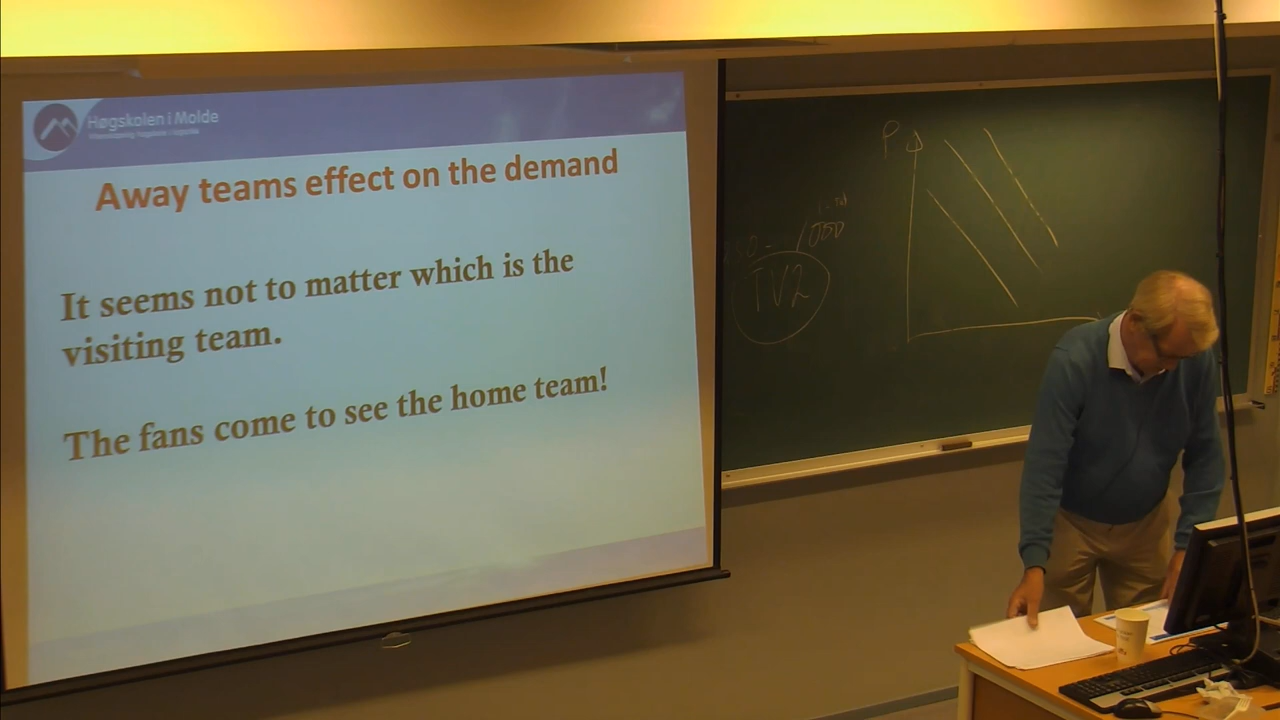 Høgskolen i Molde
Away teams effect on the demand
It seems not to matter which is the
visiting team.
The fans come to see the home team!
P
TV2